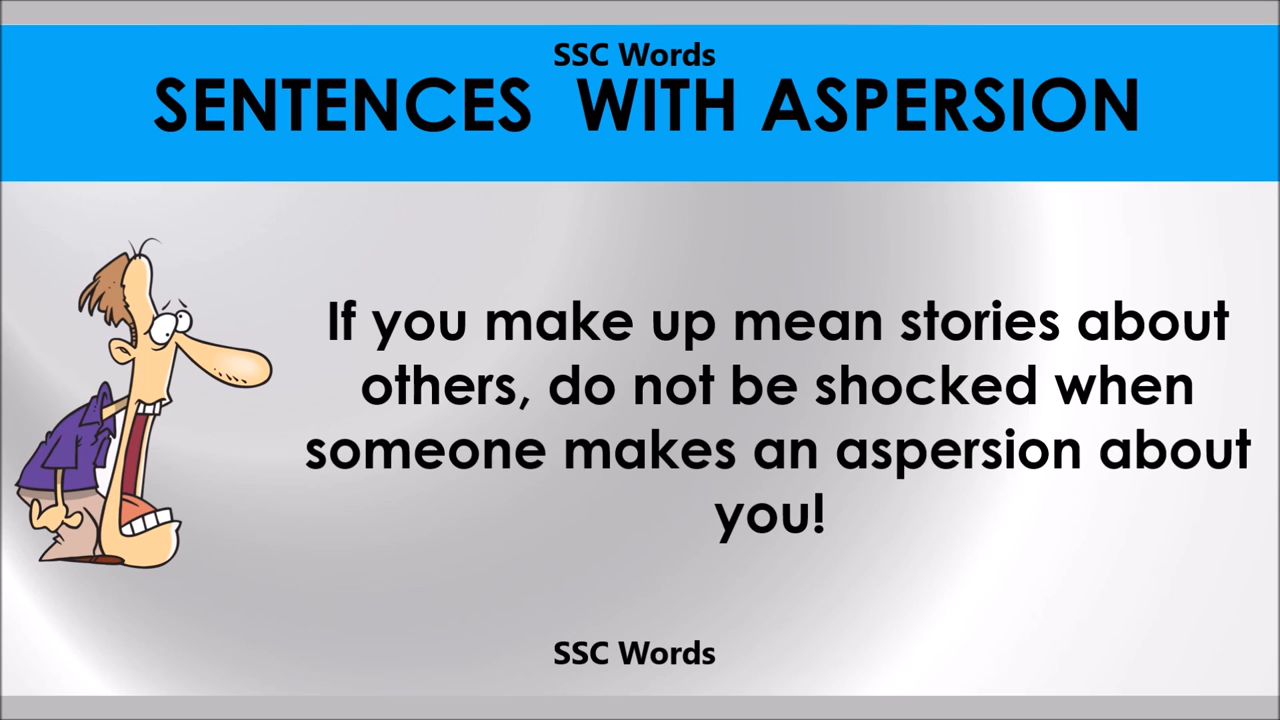 SSC Words
SENTENCES WITH ASPERSION
If you make up mean stories about
others, do not be shocked when
someone makes an aspersion about
you!
SSC Words